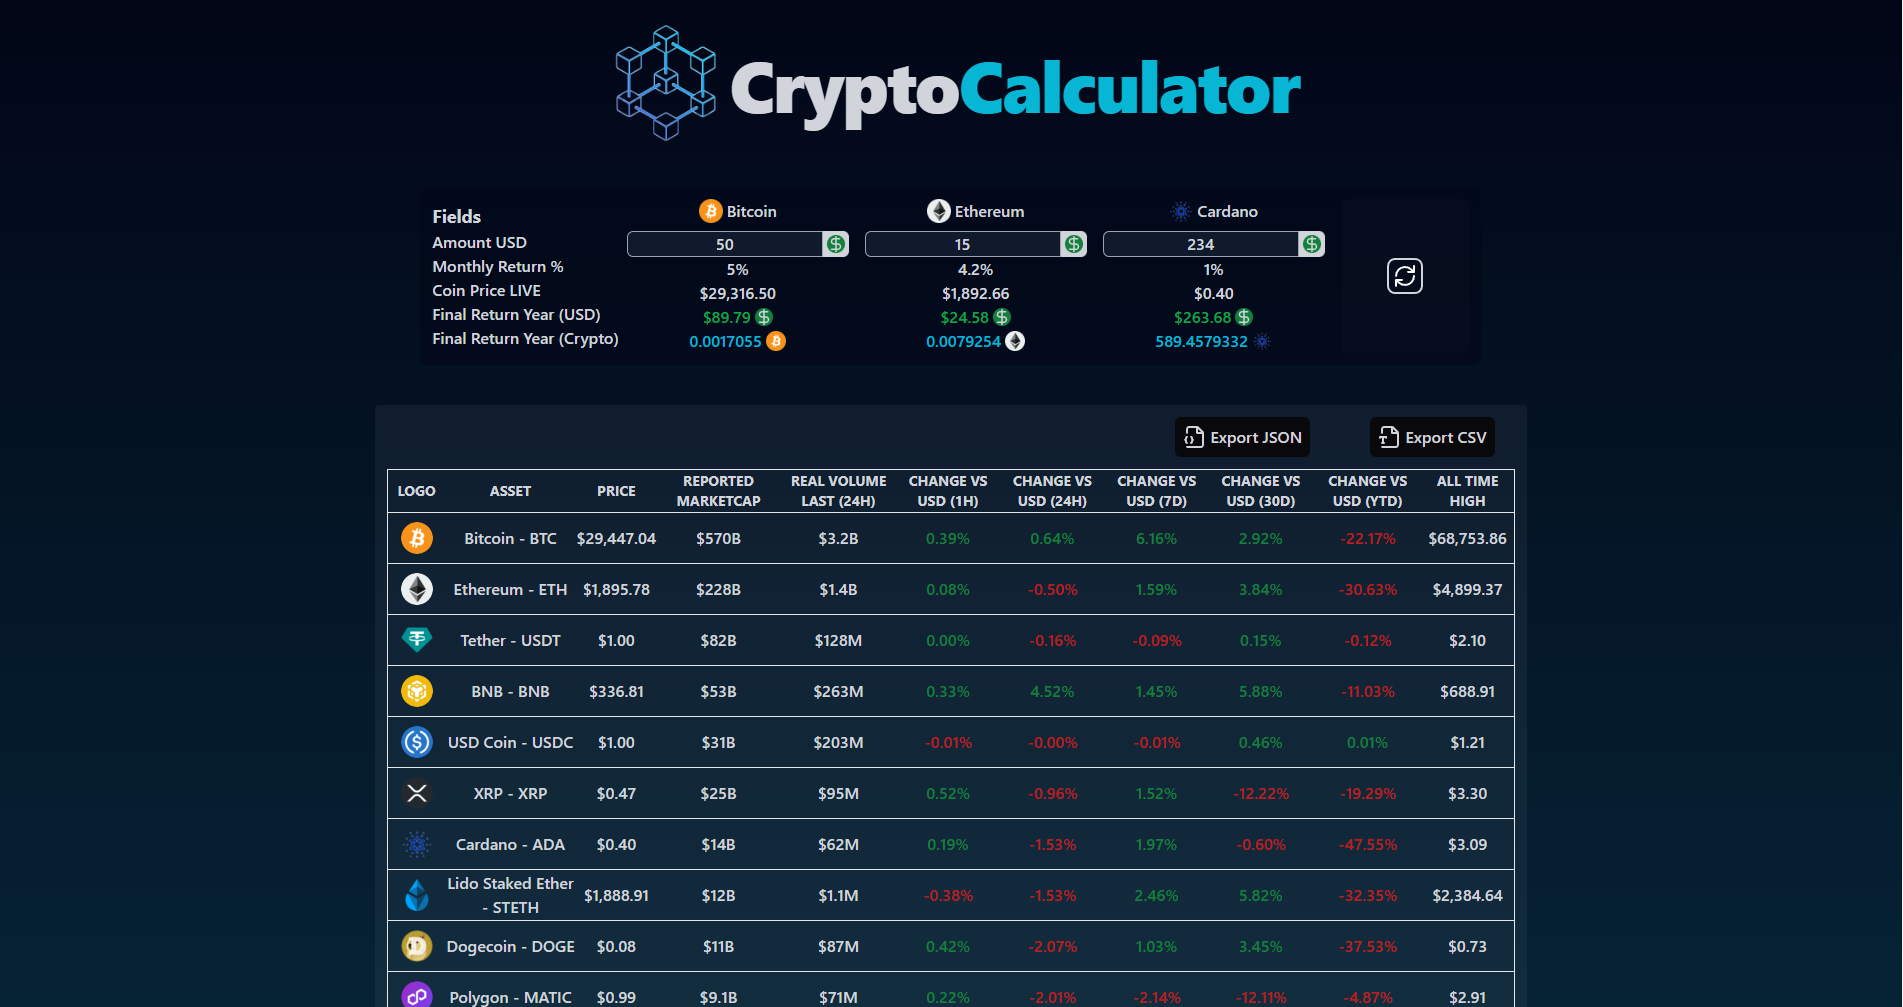 CryptoCalculator
Fields Bitcoin Ethereum Cardano
Amount USD 50 15 234
Monthly Return % 5% 4.2% 1%
Coin Price LIVE $29,316.50 $1,892.66 $0.40
Final Return Year (USD) $89.79 $24.58 $263.68
Final Return Year (Crypto) 0.0017055 0.0079254 589.4579332
Export JSON Export CSV
LOGO ASSET PRICE REPORTED MARKETCAP REAL VOLUME LAST (24H) CHANGE VS USD (1H) CHANGE VS USD (24H) CHANGE VS USD (7D) CHANGE VS USD (30D) CHANGE VS USD (YTD) ALL TIME HIGH
Bitcoin - BTC $29,447.04 $570B $3.2B 0.39% 0.64% 6.16% 2.92% -22.17% $68,753.86
Ethereum - ETH $1,895.78 $228B $1.4B 0.08% -0.50% 1.59% 3.84% -30.63% $4,899.37
Tether - USDT $1.00 $82B $128M 0.00% -0.16% -0.09% 0.15% -0.12% $2.10
BNB - BNB $336.81 $53B $263M 0.33% 4.52% 1.45% 5.88% -11.03% $688.91
USD Coin - USDC $1.00 $31B $203M -0.01% -0.00% -0.01% 0.46% 0.01% $1.21
XRP - XRP $0.47 $25B $95M 0.52% -0.96% 1.52% -12.22% -19.29% $3.30
Cardano - ADA $0.40 $14B $62M 0.19% -1.53% 1.97% -0.60% -47.55% $3.09
Lido Staked Ether - STETH $1,888.91 $12B $1.1M -0.38% -1.53% 2.46% 5.82% -32.35% $2,384.64
Dogecoin - DOGE $0.08 $11B $87M 0.42% -2.07% 1.03% 3.45% -37.53% $0.73
Polygon - MATIC $0.99 $9.1B $71M 0.22% -2.01% -2.14% -12.11% -4.87% $2.91